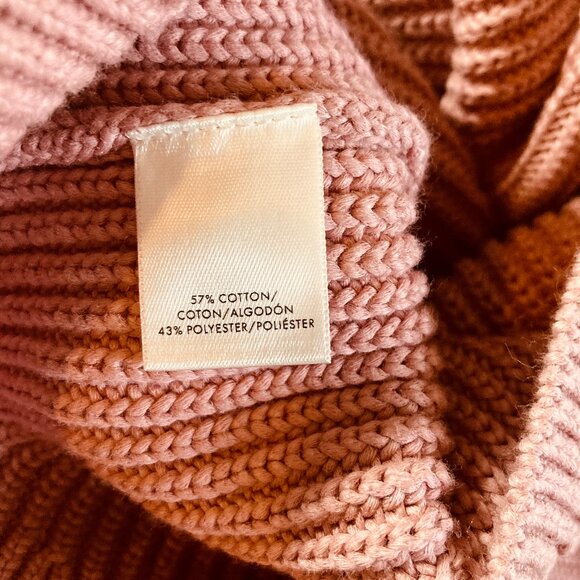 57% COTTON/
COTON/ALGODÓN
43% POLYESTER/POLIÉSTER